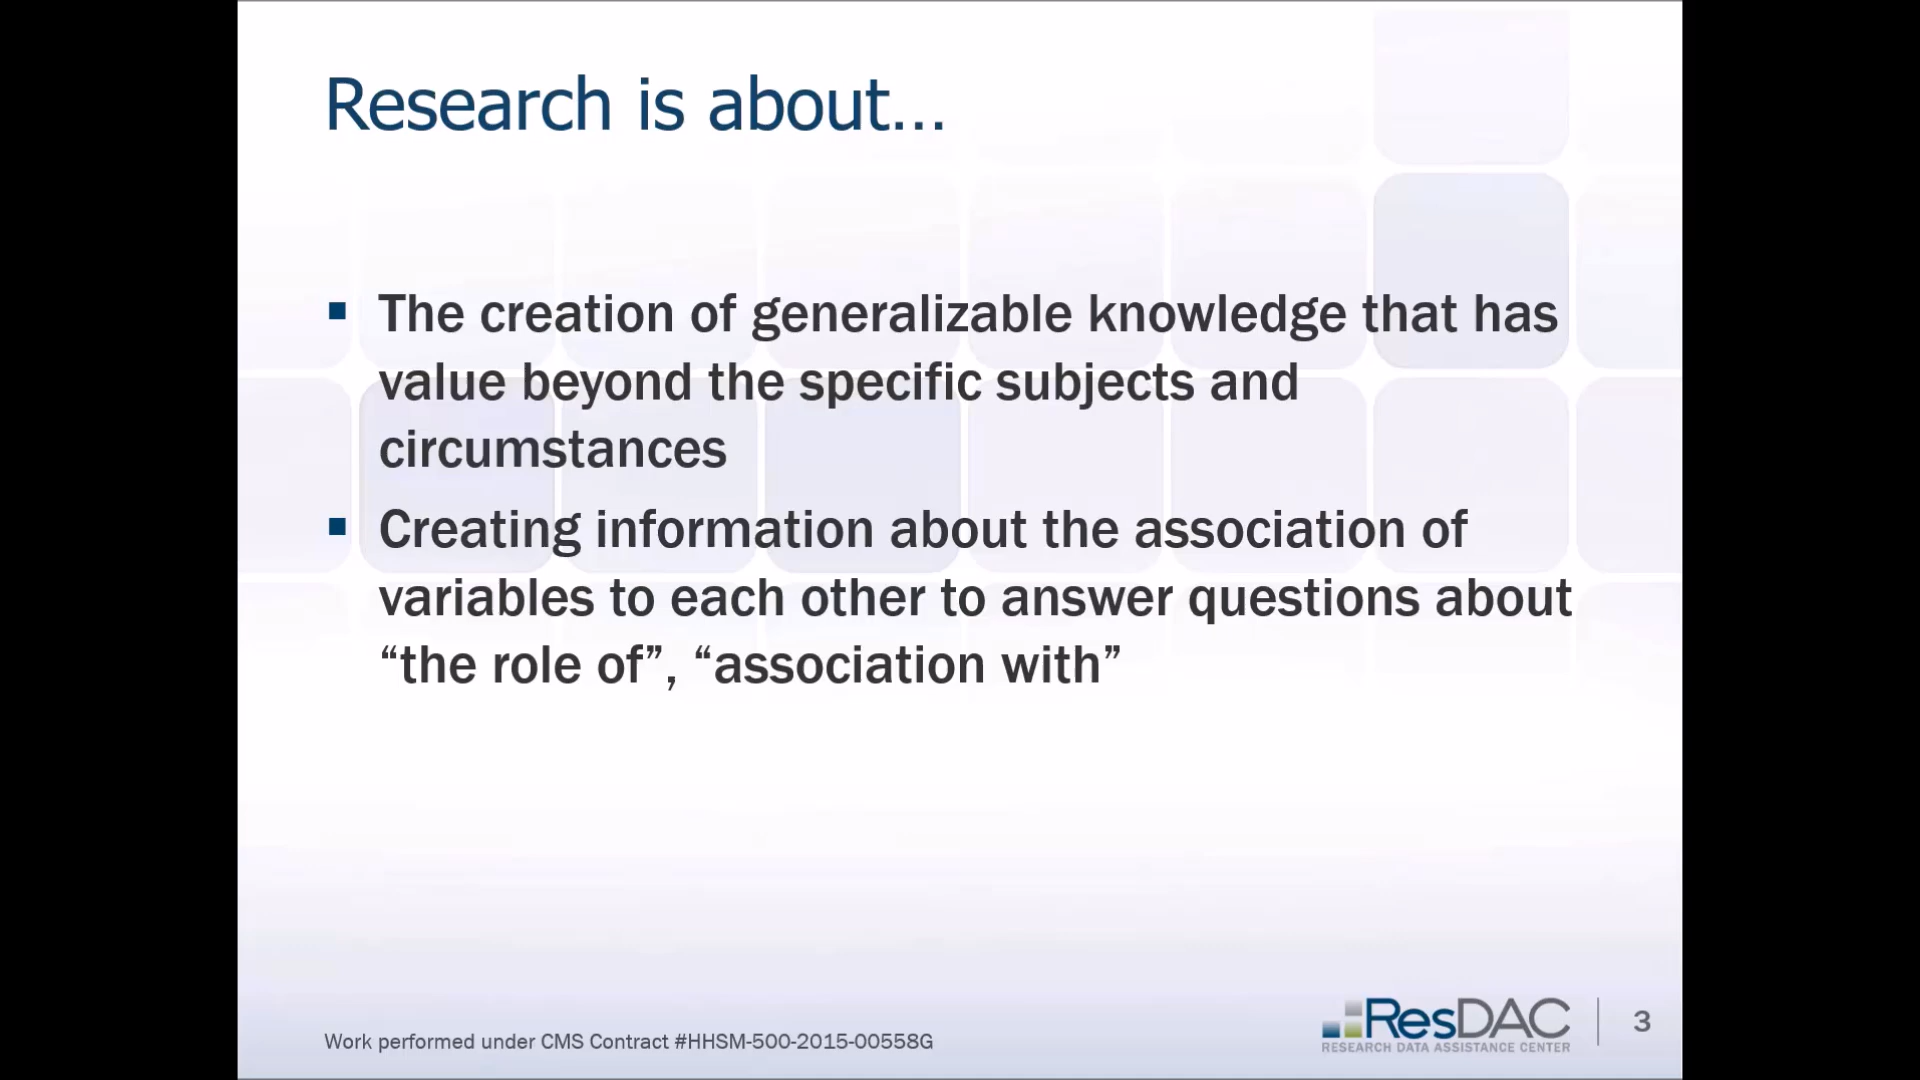 Research is about...
▪ The creation of generalizable knowledge that has
value beyond the specific subjects and
circumstances
▪ Creating information about the association of
variables to each other to answer questions about
“the role of”, “association with”
Work performed under CMS Contract #HHSM-500-2015-00558G
ResDAC
RESEARCH DATA ASSISTANCE CENTER
3